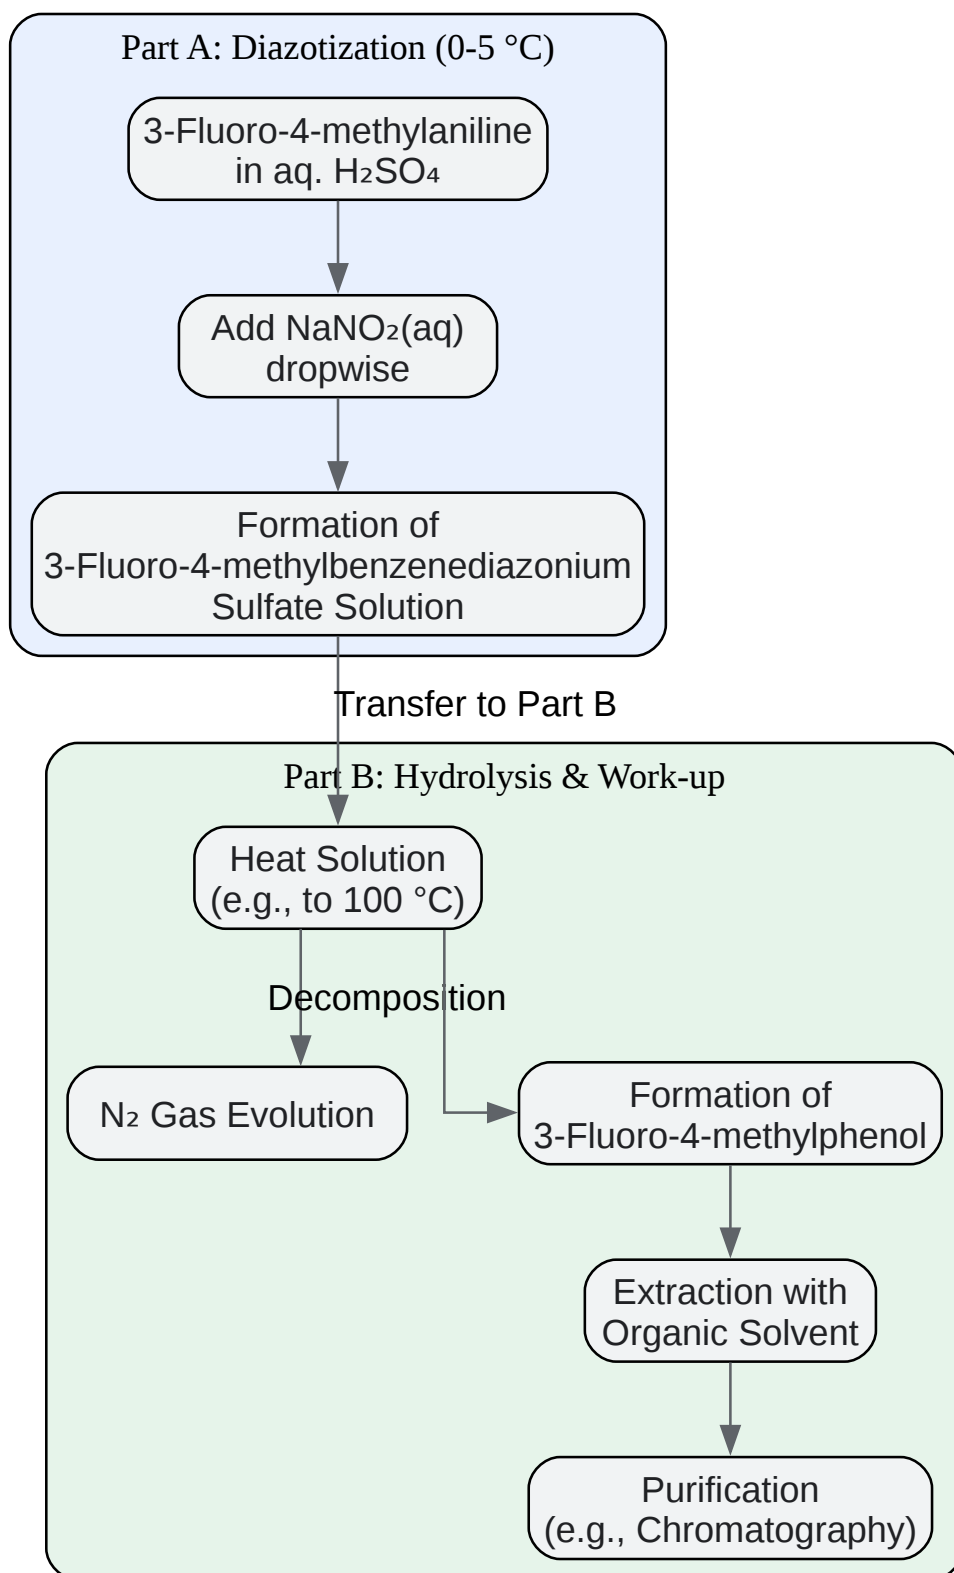 Part A: Diazotization (0-5 °C)
3-Fluoro-4-methylaniline
in aq. H₂SO₄
Add NaNO₂(aq)
dropwise
Formation of
3-Fluoro-4-methylbenzenediazonium
Sulfate Solution
Transfer to Part B
Part B: Hydrolysis & Work-up
Heat Solution
(e.g., to 100 °C)
Decomposition
N₂ Gas Evolution
Formation of
3-Fluoro-4-methylphenol
Extraction with
Organic Solvent
Purification
(e.g., Chromatography)